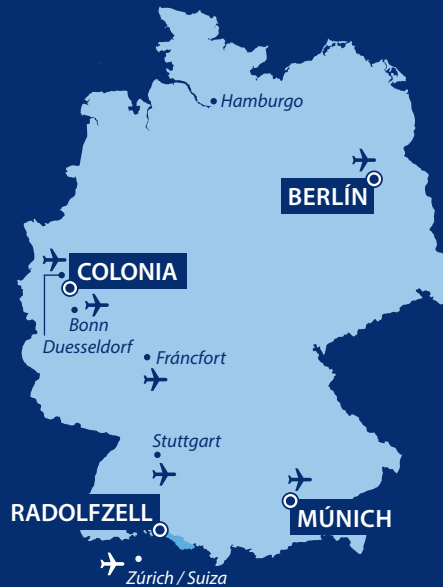 Hamburgo
BERLÍN
COLONIA
Bonn
Duesseldorf
Fráncfort
Stuttgart
RADOLFZELL
MÚNICH
Zúrich / Suiza